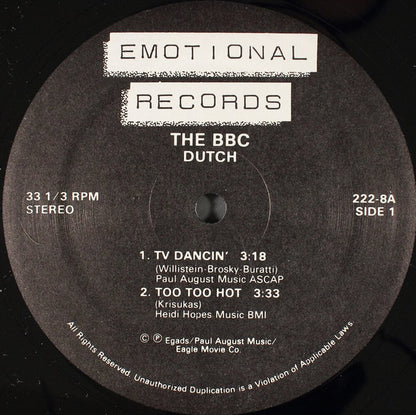 EMOTIONAL
RECORDS
THE BBC
DUTCH
33 1/3 RPM
STEREO
222-8A
SIDE 1
1. TV DANCIN' 3:18
(Willistein-Brosky-Buratti)
Paul August Music ASCAP
2. TOO TOO HOT 3:33
(Krisukas)
Heidi Hopes Music BMI
© ℗ Egads/Paul August Music/
Eagle Movie Co.
All Rights Reserved. Unauthorized Duplication is a Violation of Applicable Laws.